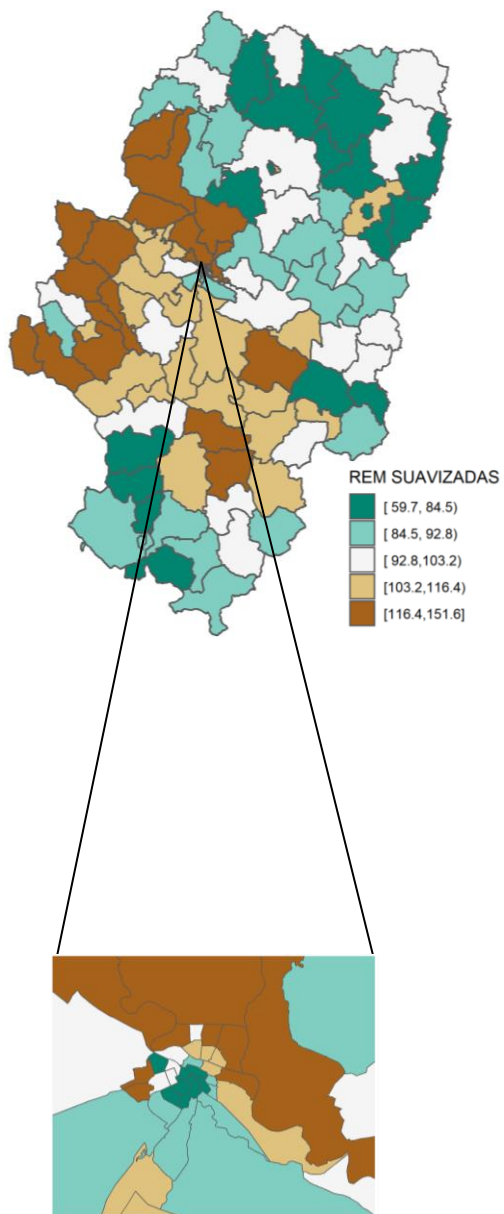 REM SUAVIZADAS
[ 59.7, 84.5)
[ 84.5, 92.8)
[ 92.8,103.2)
[103.2,116.4)
[116.4,151.6]